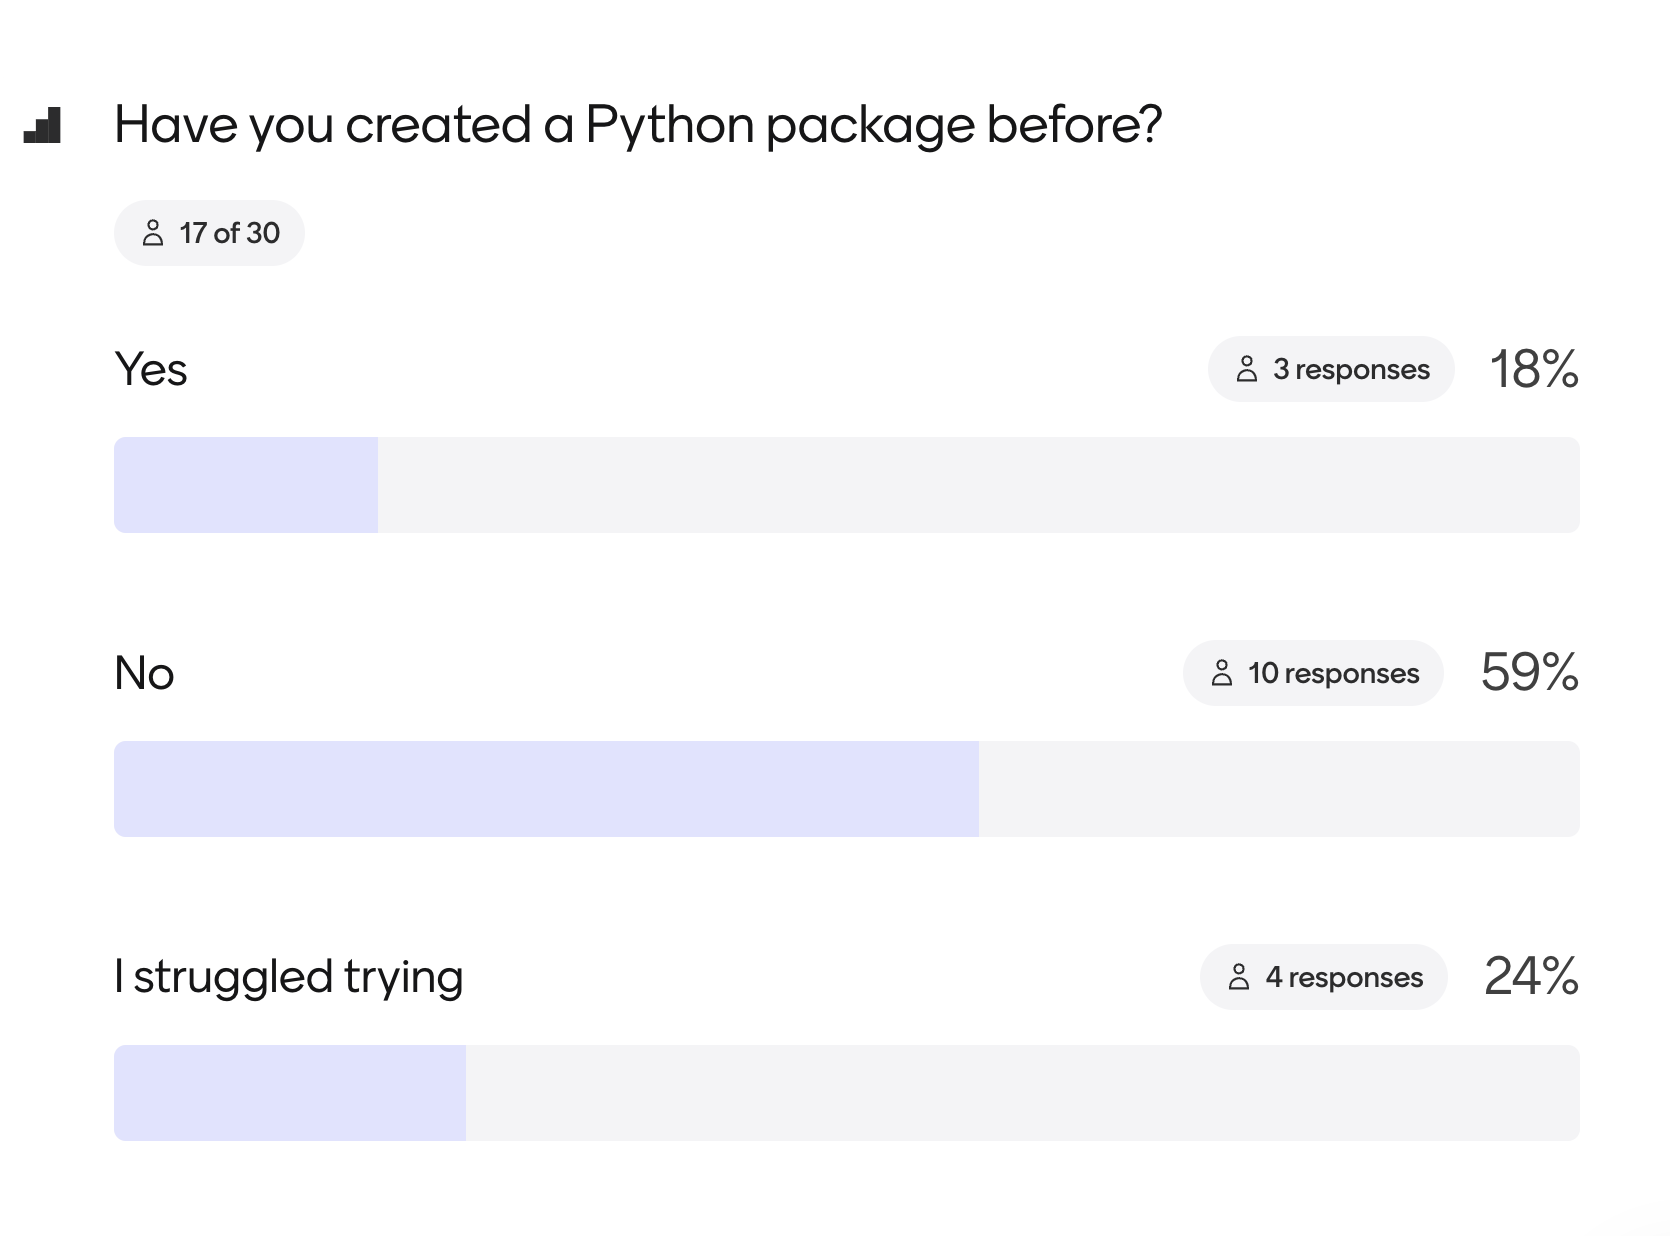 Have you created a Python package before?
17 of 30
Yes
3 responses
18%
No
10 responses
59%
I struggled trying
4 responses
24%